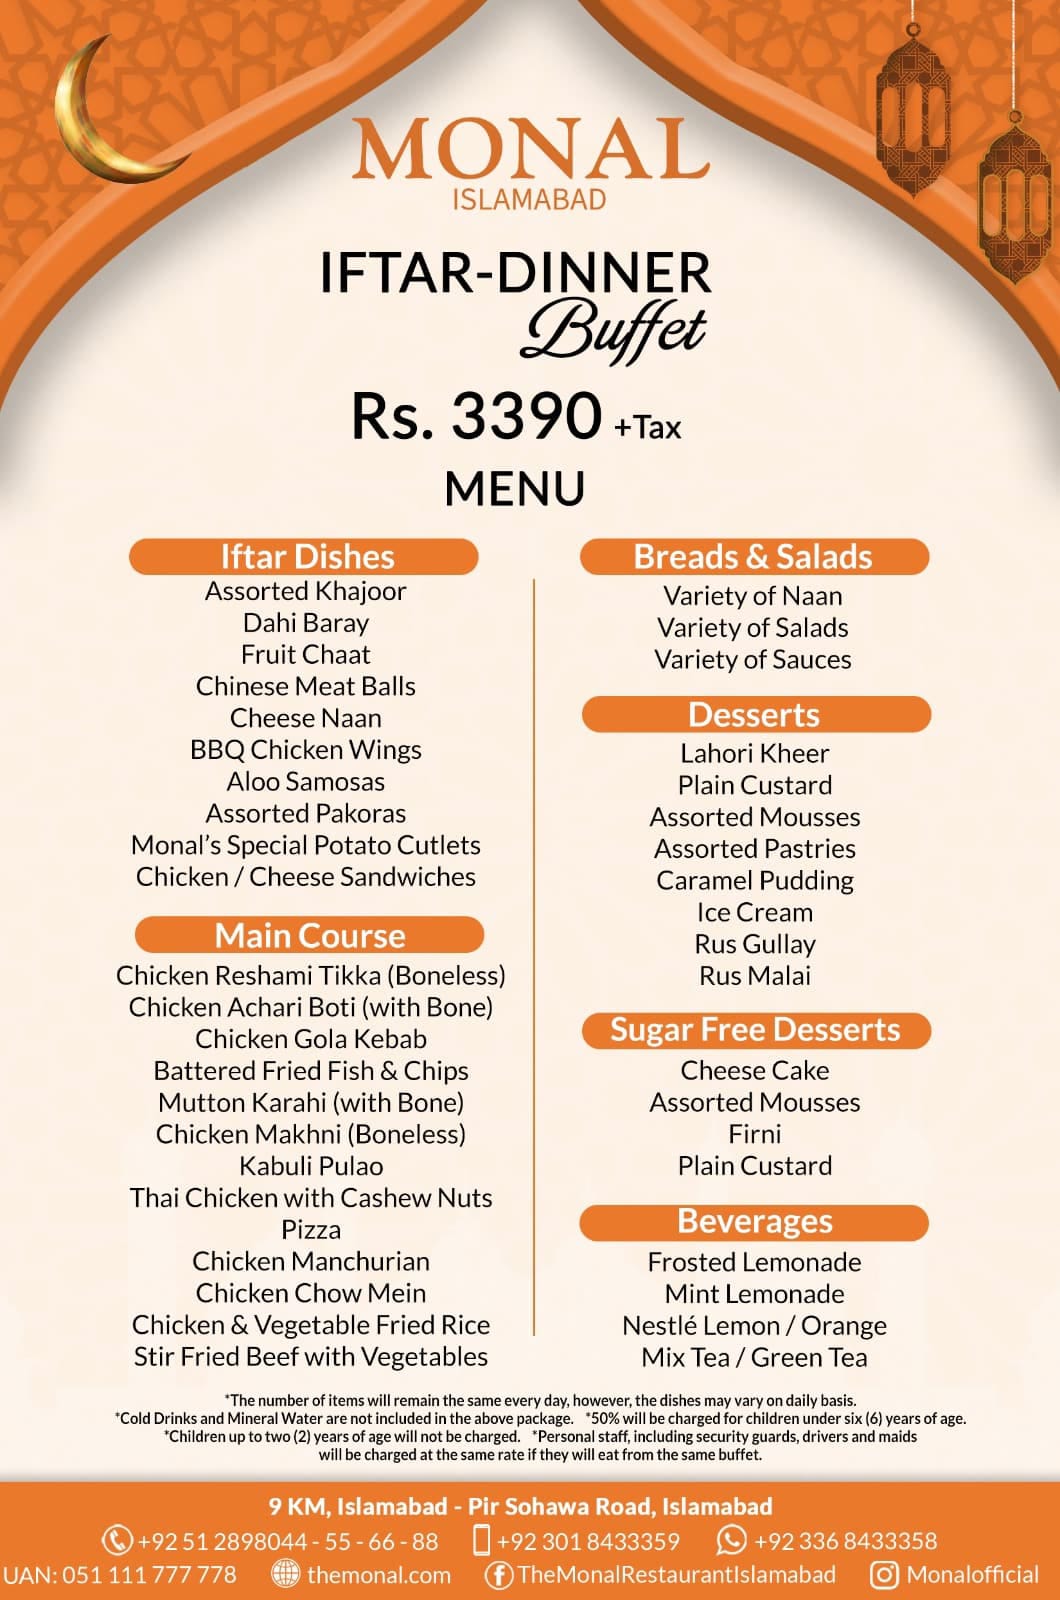 MONAL
ISLAMABAD
IFTAR-DINNER
Buffet
Rs. 3390 +Tax
MENU
Iftar Dishes
Assorted Khajoor
Dahi Baray
Fruit Chaat
Chinese Meat Balls
Cheese Naan
BBQ Chicken Wings
Aloo Samosas
Assorted Pakoras
Monal’s Special Potato Cutlets
Chicken / Cheese Sandwiches
Main Course
Chicken Reshami Tikka (Boneless)
Chicken Achari Boti (with Bone)
Chicken Gola Kebab
Battered Fried Fish & Chips
Mutton Karahi (with Bone)
Chicken Makhni (Boneless)
Kabuli Pulao
Thai Chicken with Cashew Nuts
Pizza
Chicken Manchurian
Chicken Chow Mein
Chicken & Vegetable Fried Rice
Stir Fried Beef with Vegetables
Breads & Salads
Variety of Naan
Variety of Salads
Variety of Sauces
Desserts
Lahori Kheer
Plain Custard
Assorted Mousses
Assorted Pastries
Caramel Pudding
Ice Cream
Rus Gullay
Rus Malai
Sugar Free Desserts
Cheese Cake
Assorted Mousses
Firni
Plain Custard
Beverages
Frosted Lemonade
Mint Lemonade
Nestlé Lemon / Orange
Mix Tea / Green Tea
*The number of items will remain the same every day, however, the dishes may vary on daily basis.
*Cold Drinks and Mineral Water are not included in the above package. *50% will be charged for children under six (6) years of age.
*Children up to two (2) years of age will not be charged. *Personal staff, including security guards, drivers and maids
will be charged at the same rate if they will eat from the same buffet.
9 KM, Islamabad - Pir Sohawa Road, Islamabad
+92 51 2898044 - 55 - 66 - 88 +92 301 8433359 +92 336 8433358
UAN: 051 111 777 778 themonal.com TheMonalRestaurantIslamabad Monalofficial